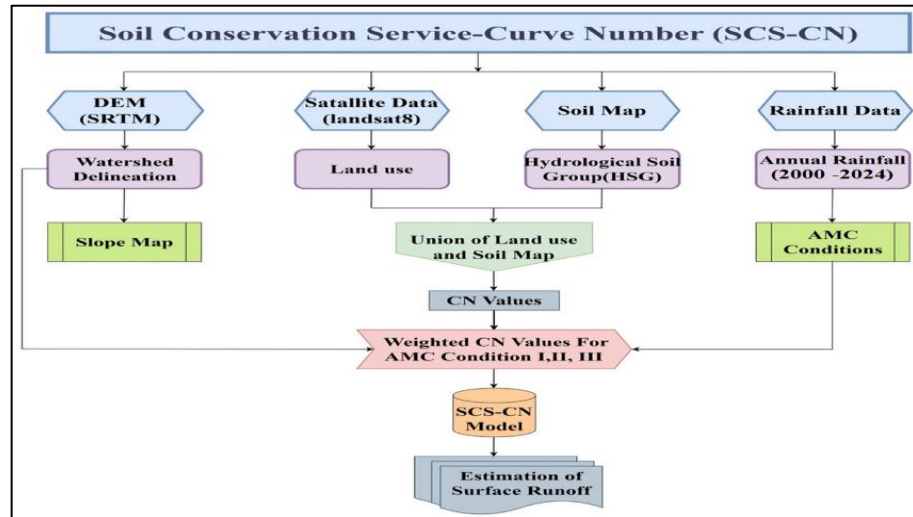 Soil Conservation Service-Curve Number (SCS-CN)
DEM
(SRTM)
Satallite Data
(landsat8)
Soil Map
Rainfall Data
Watershed
Delineation
Land use
Hydrological Soil
Group(HSG)
Annual Rainfall
(2000 -2024)
Slope Map
Union of Land use
and Soil Map
AMC
Conditions
CN Values
Weighted CN Values For
AMC Condition I,II, III
SCS-CN
Model
Estimation of
Surface Runoff